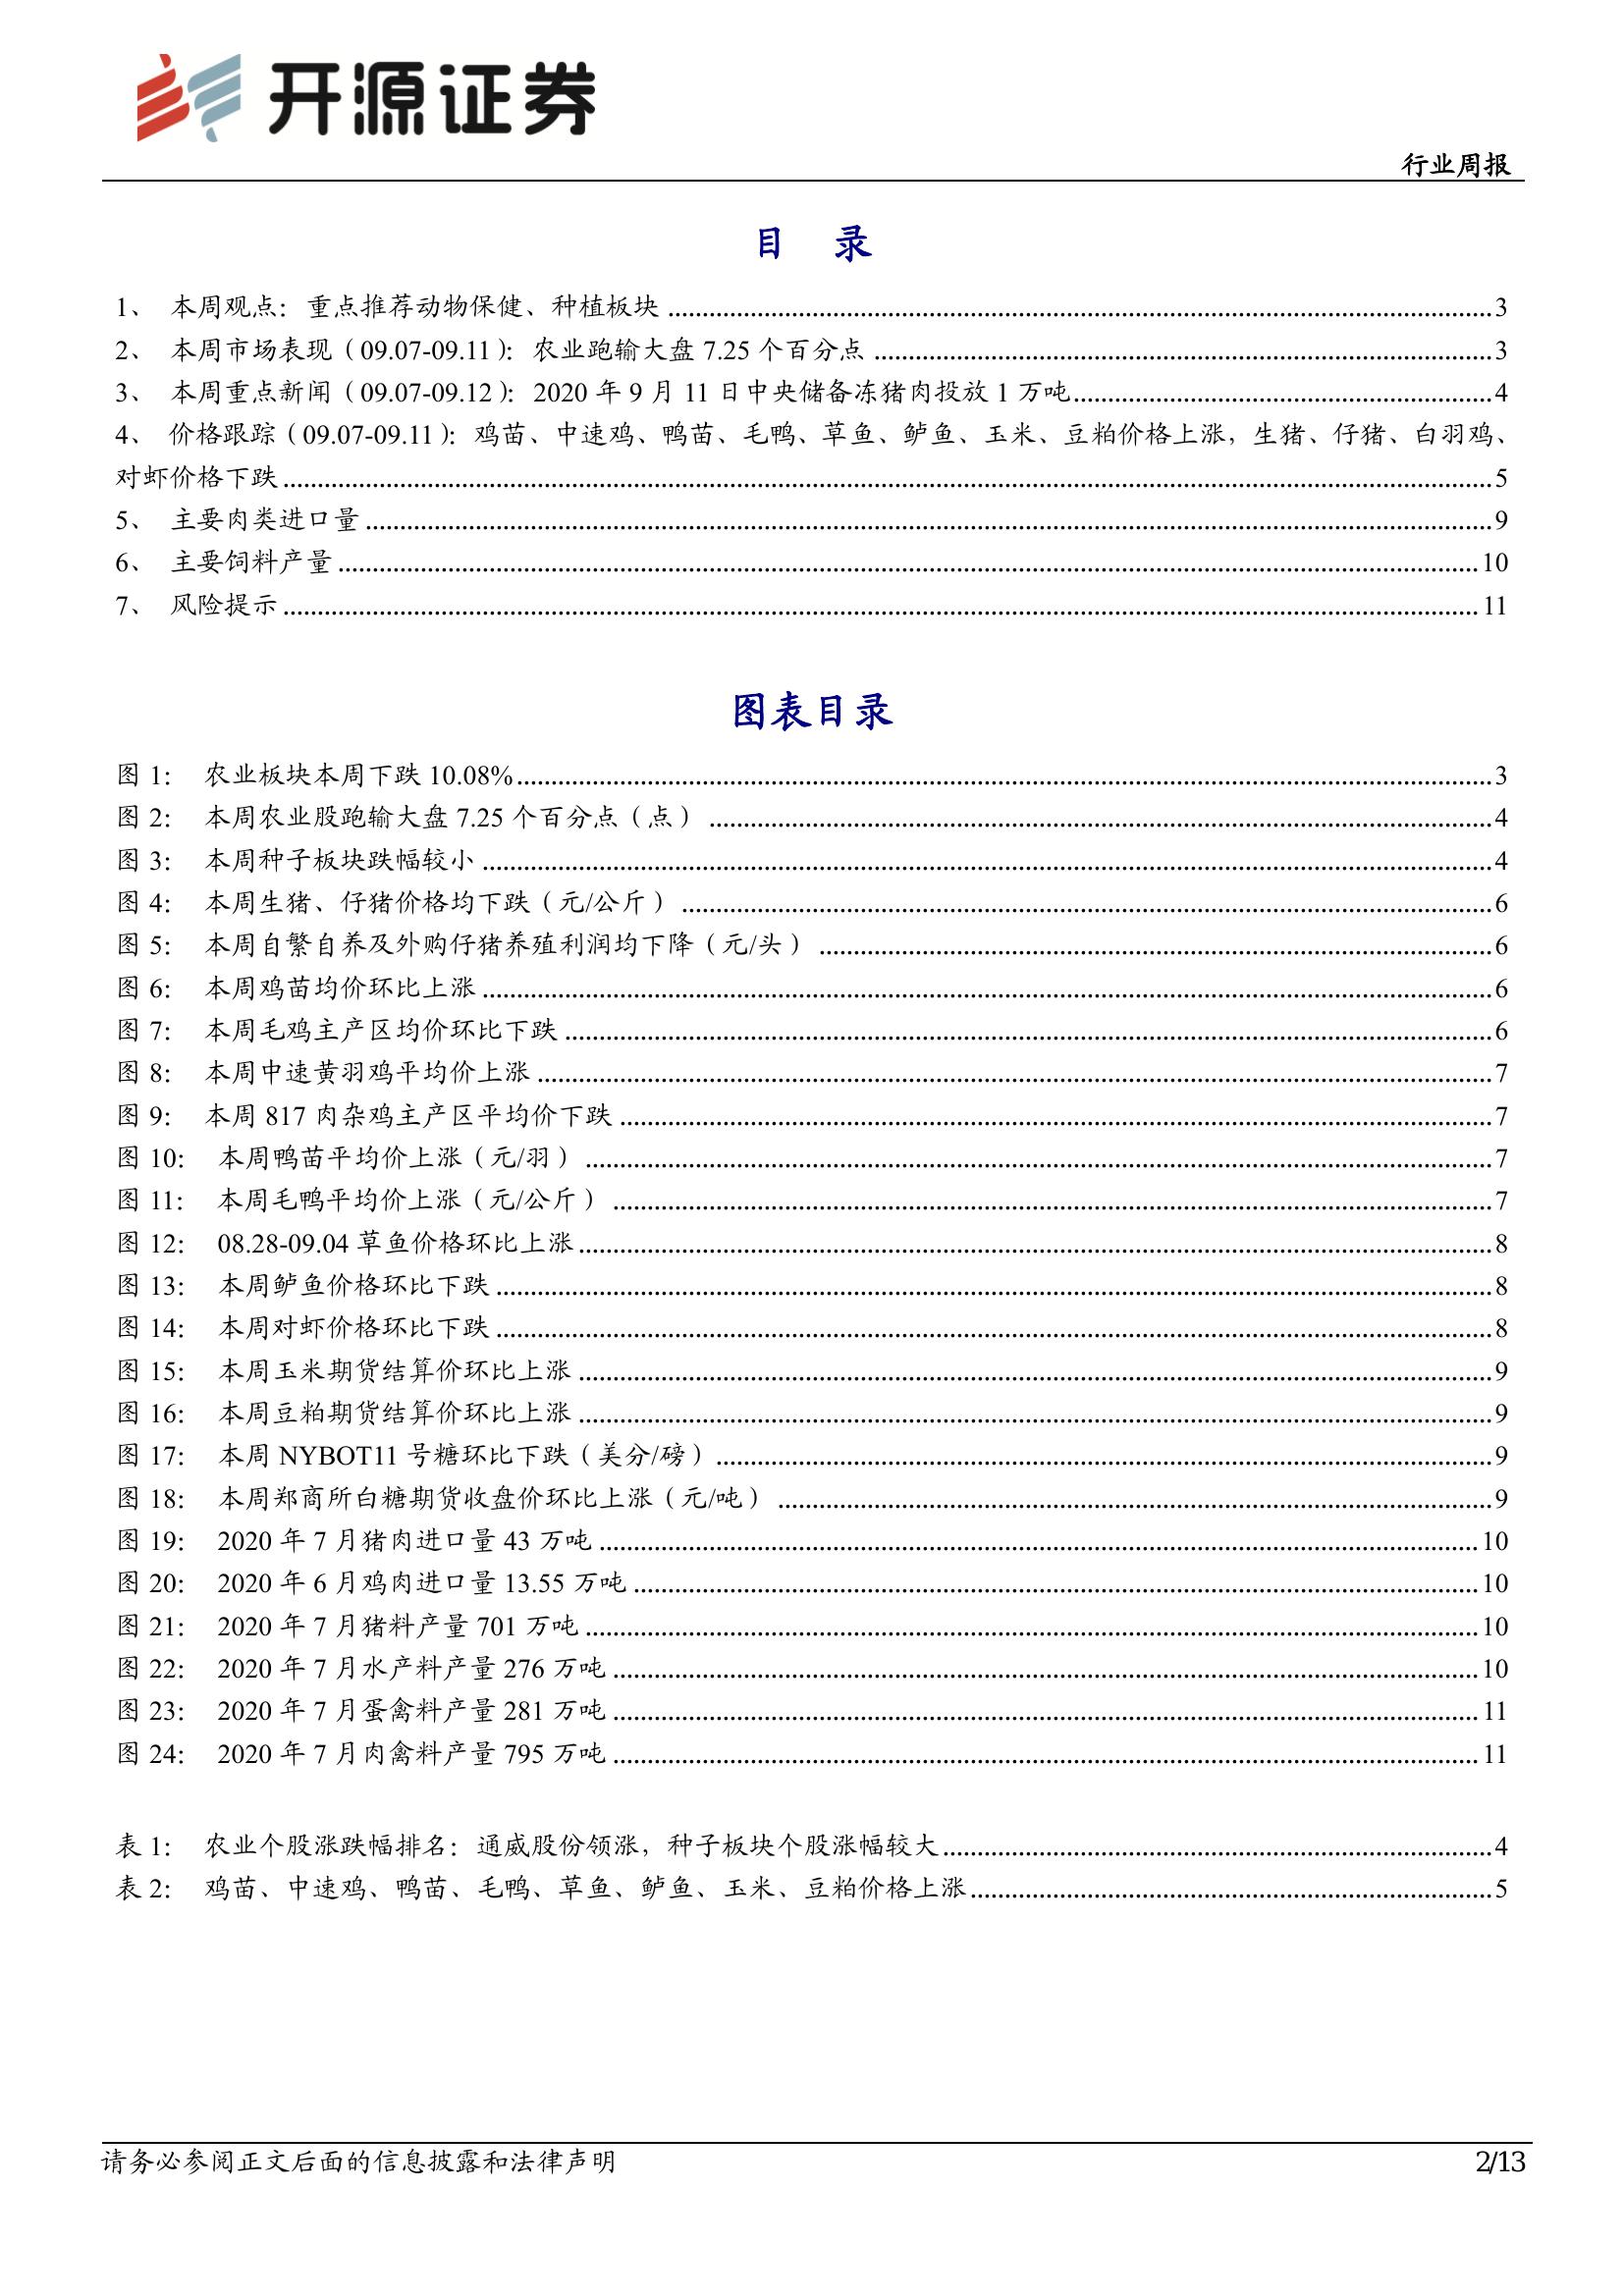 开源证券
行业周报
目 录
1、 本周观点：重点推荐动物保健、种植板块 3
2、 本周市场表现（09.07-09.11）：农业跑输大盘 7.25 个百分点 3
3、 本周重点新闻（09.07-09.12）：2020 年 9 月 11 日中央储备冻猪肉投放 1 万吨 4
4、 价格跟踪（09.07-09.11）：鸡苗、中速鸡、鸭苗、毛鸭、草鱼、鲈鱼、玉米、豆粕价格上涨，生猪、仔猪、白羽鸡、
对虾价格下跌 5
5、 主要肉类进口量 9
6、 主要饲料产量 10
7、 风险提示 11
图表目录
图 1： 农业板块本周下跌 10.08% 3
图 2： 本周农业股跑输大盘 7.25 个百分点（点） 4
图 3： 本周种子板块跌幅较小 4
图 4： 本周生猪、仔猪价格均下跌（元/公斤） 6
图 5： 本周自繁自养及外购仔猪养殖利润均下降（元/头） 6
图 6： 本周鸡苗均价环比上涨 6
图 7： 本周毛鸡主产区均价环比下跌 6
图 8： 本周中速黄羽鸡平均价上涨 7
图 9： 本周 817 肉杂鸡主产区平均价下跌 7
图 10： 本周鸭苗平均价上涨（元/羽） 7
图 11： 本周毛鸭平均价上涨（元/公斤） 7
图 12： 08.28-09.04 草鱼价格环比上涨 8
图 13： 本周鲈鱼价格环比下跌 8
图 14： 本周对虾价格环比下跌 8
图 15： 本周玉米期货结算价环比上涨 9
图 16： 本周豆粕期货结算价环比上涨 9
图 17： 本周 NYBOT11 号糖环比下跌（美分/磅） 9
图 18： 本周郑商所白糖期货收盘价环比上涨（元/吨） 9
图 19： 2020 年 7 月猪肉进口量 43 万吨 10
图 20： 2020 年 6 月鸡肉进口量 13.55 万吨 10
图 21： 2020 年 7 月猪料产量 701 万吨 10
图 22： 2020 年 7 月水产料产量 276 万吨 10
图 23： 2020 年 7 月蛋禽料产量 281 万吨 11
图 24： 2020 年 7 月肉禽料产量 795 万吨 11
表 1： 农业个股涨跌幅排名：通威股份领涨，种子板块个股涨幅较大 4
表 2： 鸡苗、中速鸡、鸭苗、毛鸭、草鱼、鲈鱼、玉米、豆粕价格上涨 5
请务必参阅正文后面的信息披露和法律声明
2/13